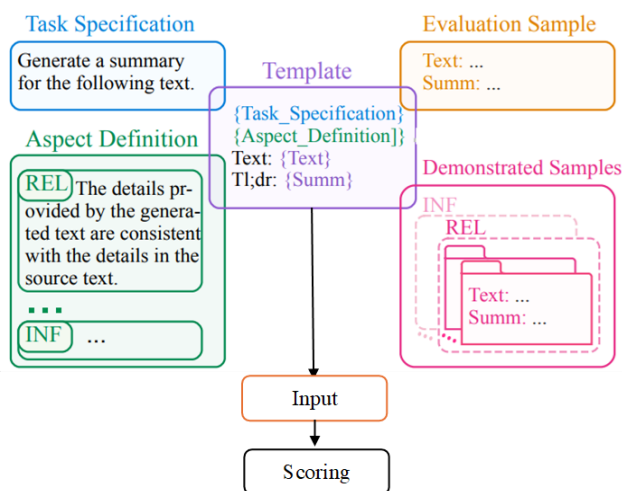 Task Specification
Generate a summary
for the following text.
Evaluation Sample
Text: ...
Summ: ...
Template
{Task_Specification}
{Aspect_Definition]}
Text: {Text}
Tl;dr: {Summ}
Aspect Definition
REL The details pr-
ovided by the genera-
ted text are consistent
with the details in the
source text.
...
INF ...
Demonstrated Samples
INF
REL
Text: ...
Summ: ...
Input
Scoring